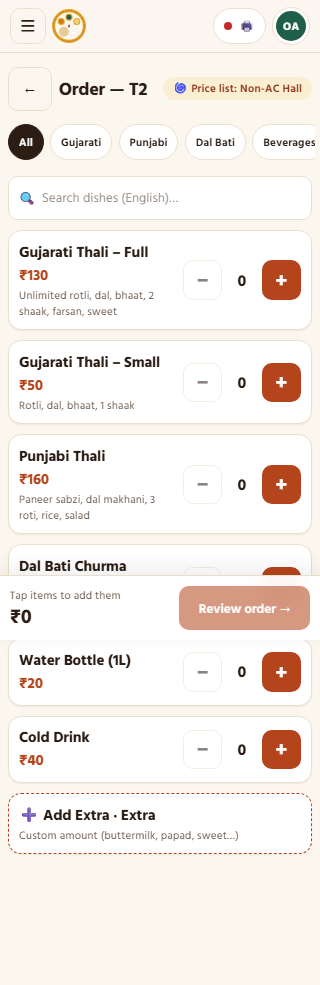 OA
← Order — T2 Price list: Non-AC Hall
All Gujarati Punjabi Dal Bati Beverages
Search dishes (English)...
Gujarati Thali – Full
₹130
Unlimited rotli, dal, bhaat, 2
shaak, farsan, sweet
− 0 +
Gujarati Thali – Small
₹50
Rotli, dal, bhaat, 1 shaak
− 0 +
Punjabi Thali
₹160
Paneer sabzi, dal makhani, 3
roti, rice, salad
− 0 +
Dal Bati Churma
Tap items to add them
₹0
Review order →
Water Bottle (1L)
₹20
− 0 +
Cold Drink
₹40
− 0 +
Add Extra · Extra
Custom amount (buttermilk, papad, sweet...)